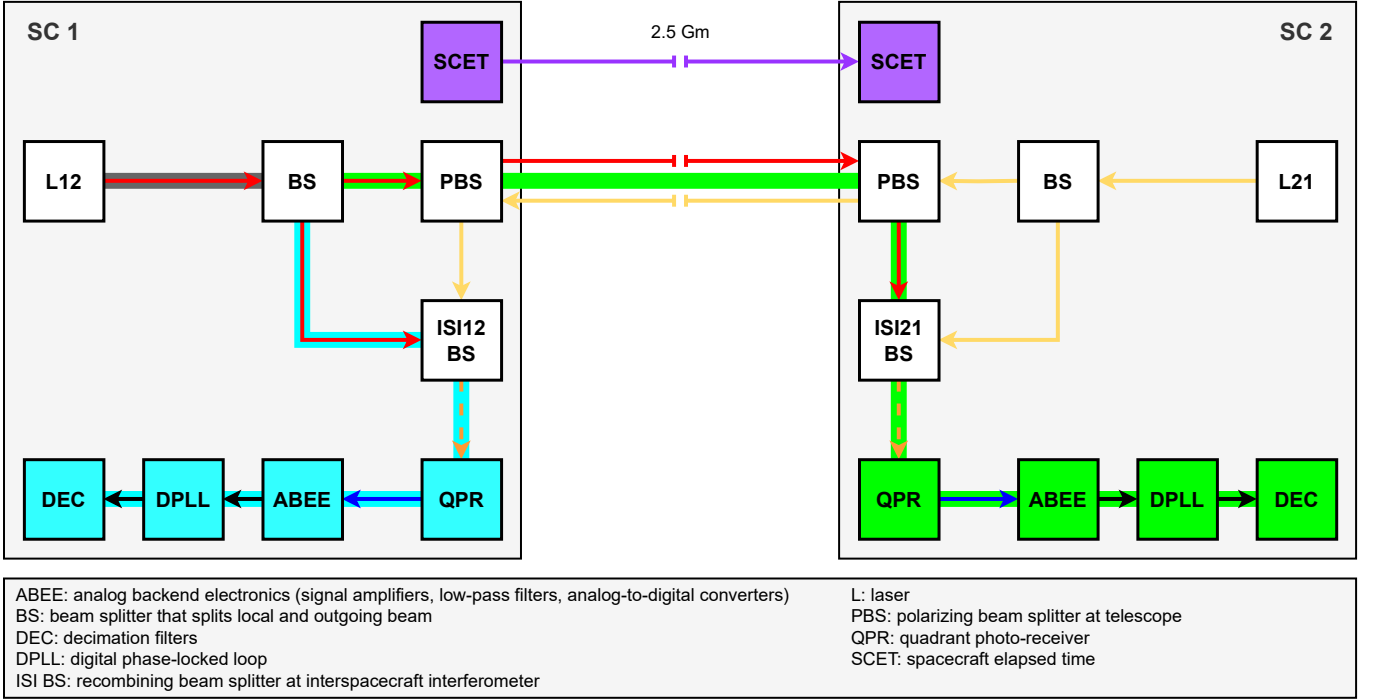 SC 1
2.5 Gm
SC 2
SCET
SCET
L12
BS
PBS
PBS
BS
L21
ISI12
BS
ISI21
BS
DEC
DPLL
ABEE
QPR
QPR
ABEE
DPLL
DEC
ABEE: analog backend electronics (signal amplifiers, low-pass filters, analog-to-digital converters)
BS: beam splitter that splits local and outgoing beam
DEC: decimation filters
DPLL: digital phase-locked loop
ISI BS: recombining beam splitter at interspacecraft interferometer
L: laser
PBS: polarizing beam splitter at telescope
QPR: quadrant photo-receiver
SCET: spacecraft elapsed time